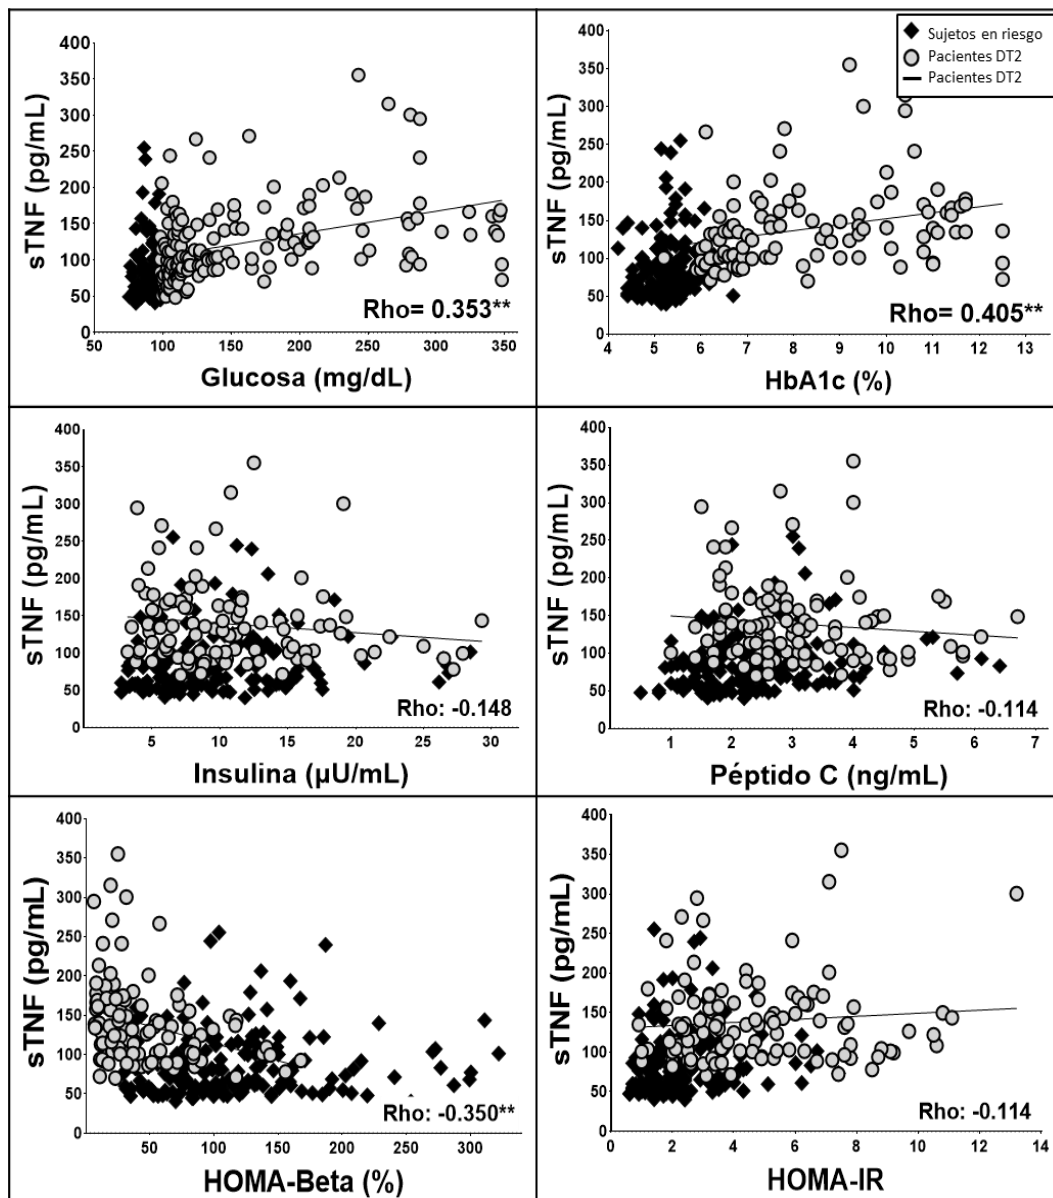 400
350
300
250
200
150
100
50
0
sTNF (pg/mL)
Rho= 0.353**
50 100 150 200 250 300 350
Glucosa (mg/dL)
Sujetos en riesgo
Pacientes DT2
Pacientes DT2
400
350
300
250
200
150
100
50
0
sTNF (pg/mL)
Rho= 0.405**
4 5 6 7 8 9 10 11 12 13
HbA1c (%)
400
350
300
250
200
150
100
50
0
sTNF (pg/mL)
Rho: -0.148
5 10 15 20 25 30
Insulina (µU/mL)
400
350
300
250
200
150
100
50
0
sTNF (pg/mL)
Rho: -0.114
1 2 3 4 5 6 7
Péptido C (ng/mL)
400
350
300
250
200
150
100
50
0
sTNF (pg/mL)
Rho: -0.350**
50 100 150 200 250 300
HOMA-Beta (%)
400
350
300
250
200
150
100
50
0
sTNF (pg/mL)
Rho: -0.114
0 2 4 6 8 10 12 14
HOMA-IR